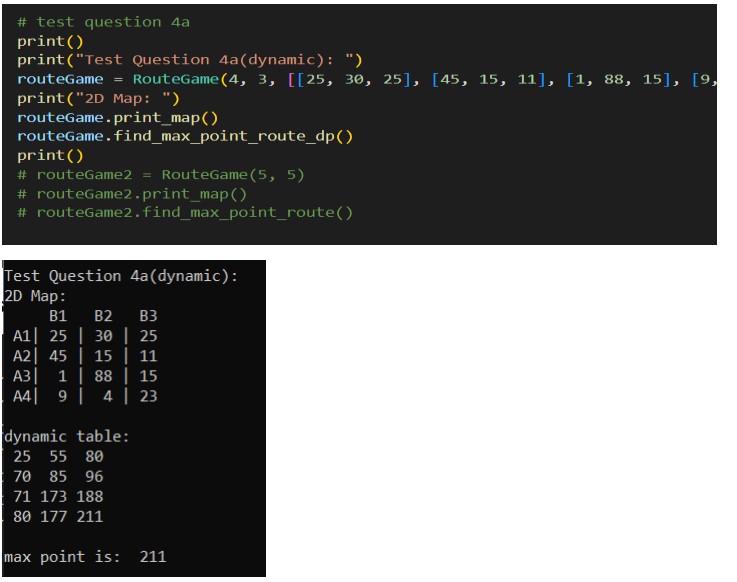 # test question 4a
print()
print("Test Question 4a(dynamic): ")
routeGame = RouteGame(4, 3, [[25, 30, 25], [45, 15, 11], [1, 88, 15], [9,
print("2D Map: ")
routeGame.print_map()
routeGame.find_max_point_route_dp()
print()
# routeGame2 = RouteGame(5, 5)
# routeGame2.print_map()
# routeGame2.find_max_point_route()
Test Question 4a(dynamic):
2D Map:
B1 B2 B3
A1| 25 | 30 | 25
A2| 45 | 15 | 11
A3| 1 | 88 | 15
A4| 9 | 4 | 23
dynamic table:
25 55 80
70 85 96
71 173 188
80 177 211
max point is: 211